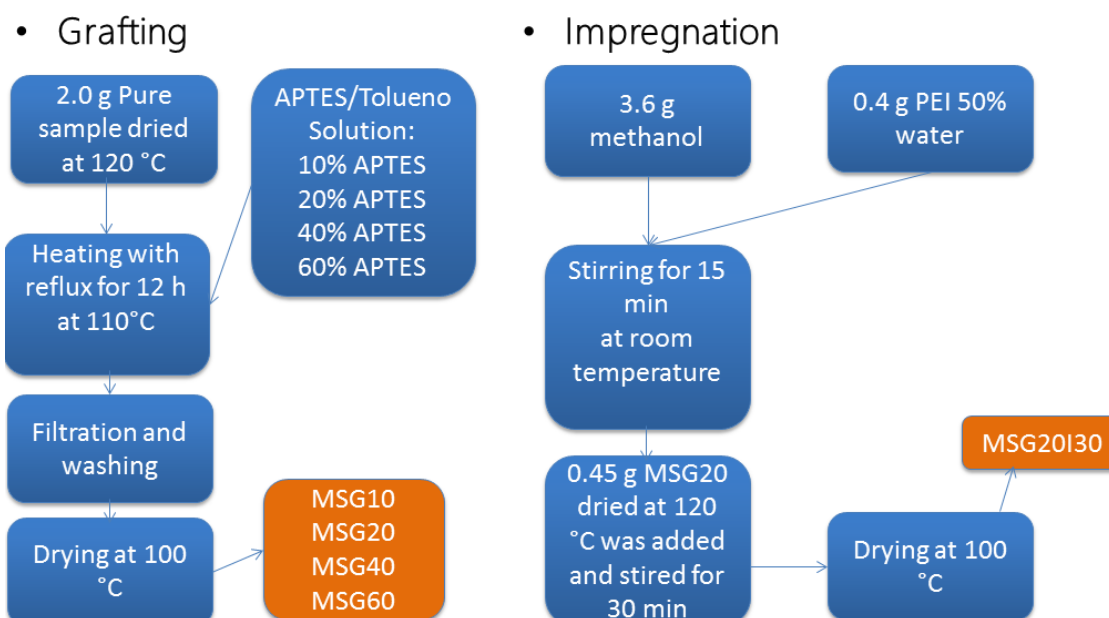 • Grafting
2.0 g Pure
sample dried
at 120 °C
APTES/Tolueno
Solution:
10% APTES
20% APTES
40% APTES
60% APTES
Heating with
reflux for 12 h
at 110°C
Filtration and
washing
Drying at 100
°C
MSG10
MSG20
MSG40
MSG60
• Impregnation
3.6 g
methanol
0.4 g PEI 50%
water
Stirring for 15
min
at room
temperature
0.45 g MSG20
dried at 120
°C was added
and stired for
30 min
Drying at 100
°C
MSG20I30